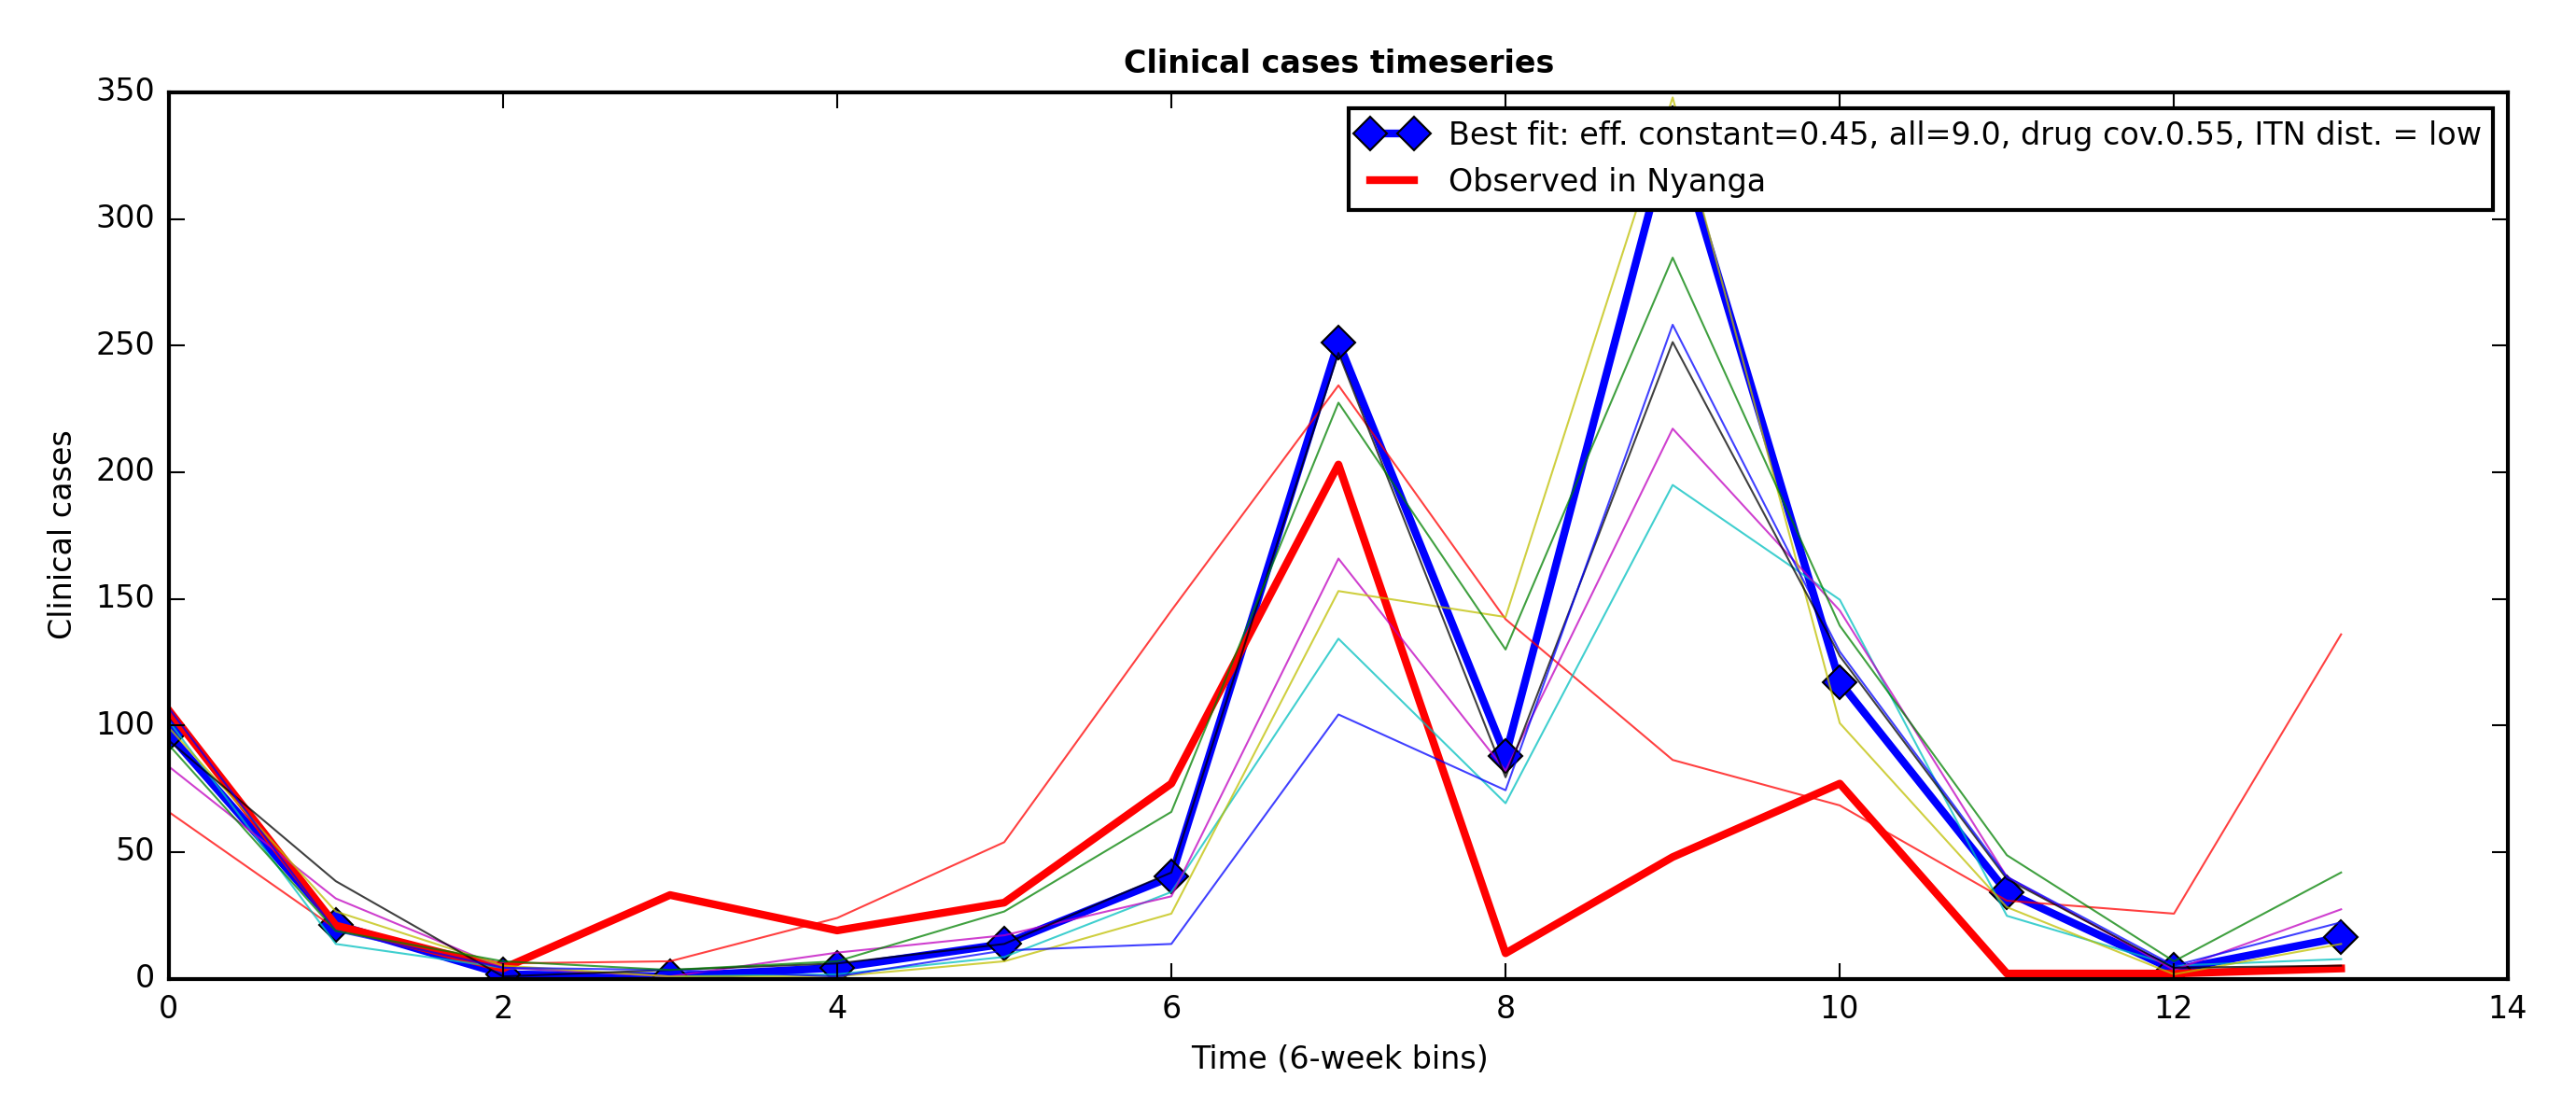 Clinical cases timeseries
350
300
250
200
150
100
50
0
Clinical cases
Best fit: eff. constant=0.45, all=9.0, drug cov.0.55, ITN dist. = low
Observed in Nyanga
0 2 4 6 8 10 12 14
Time (6-week bins)